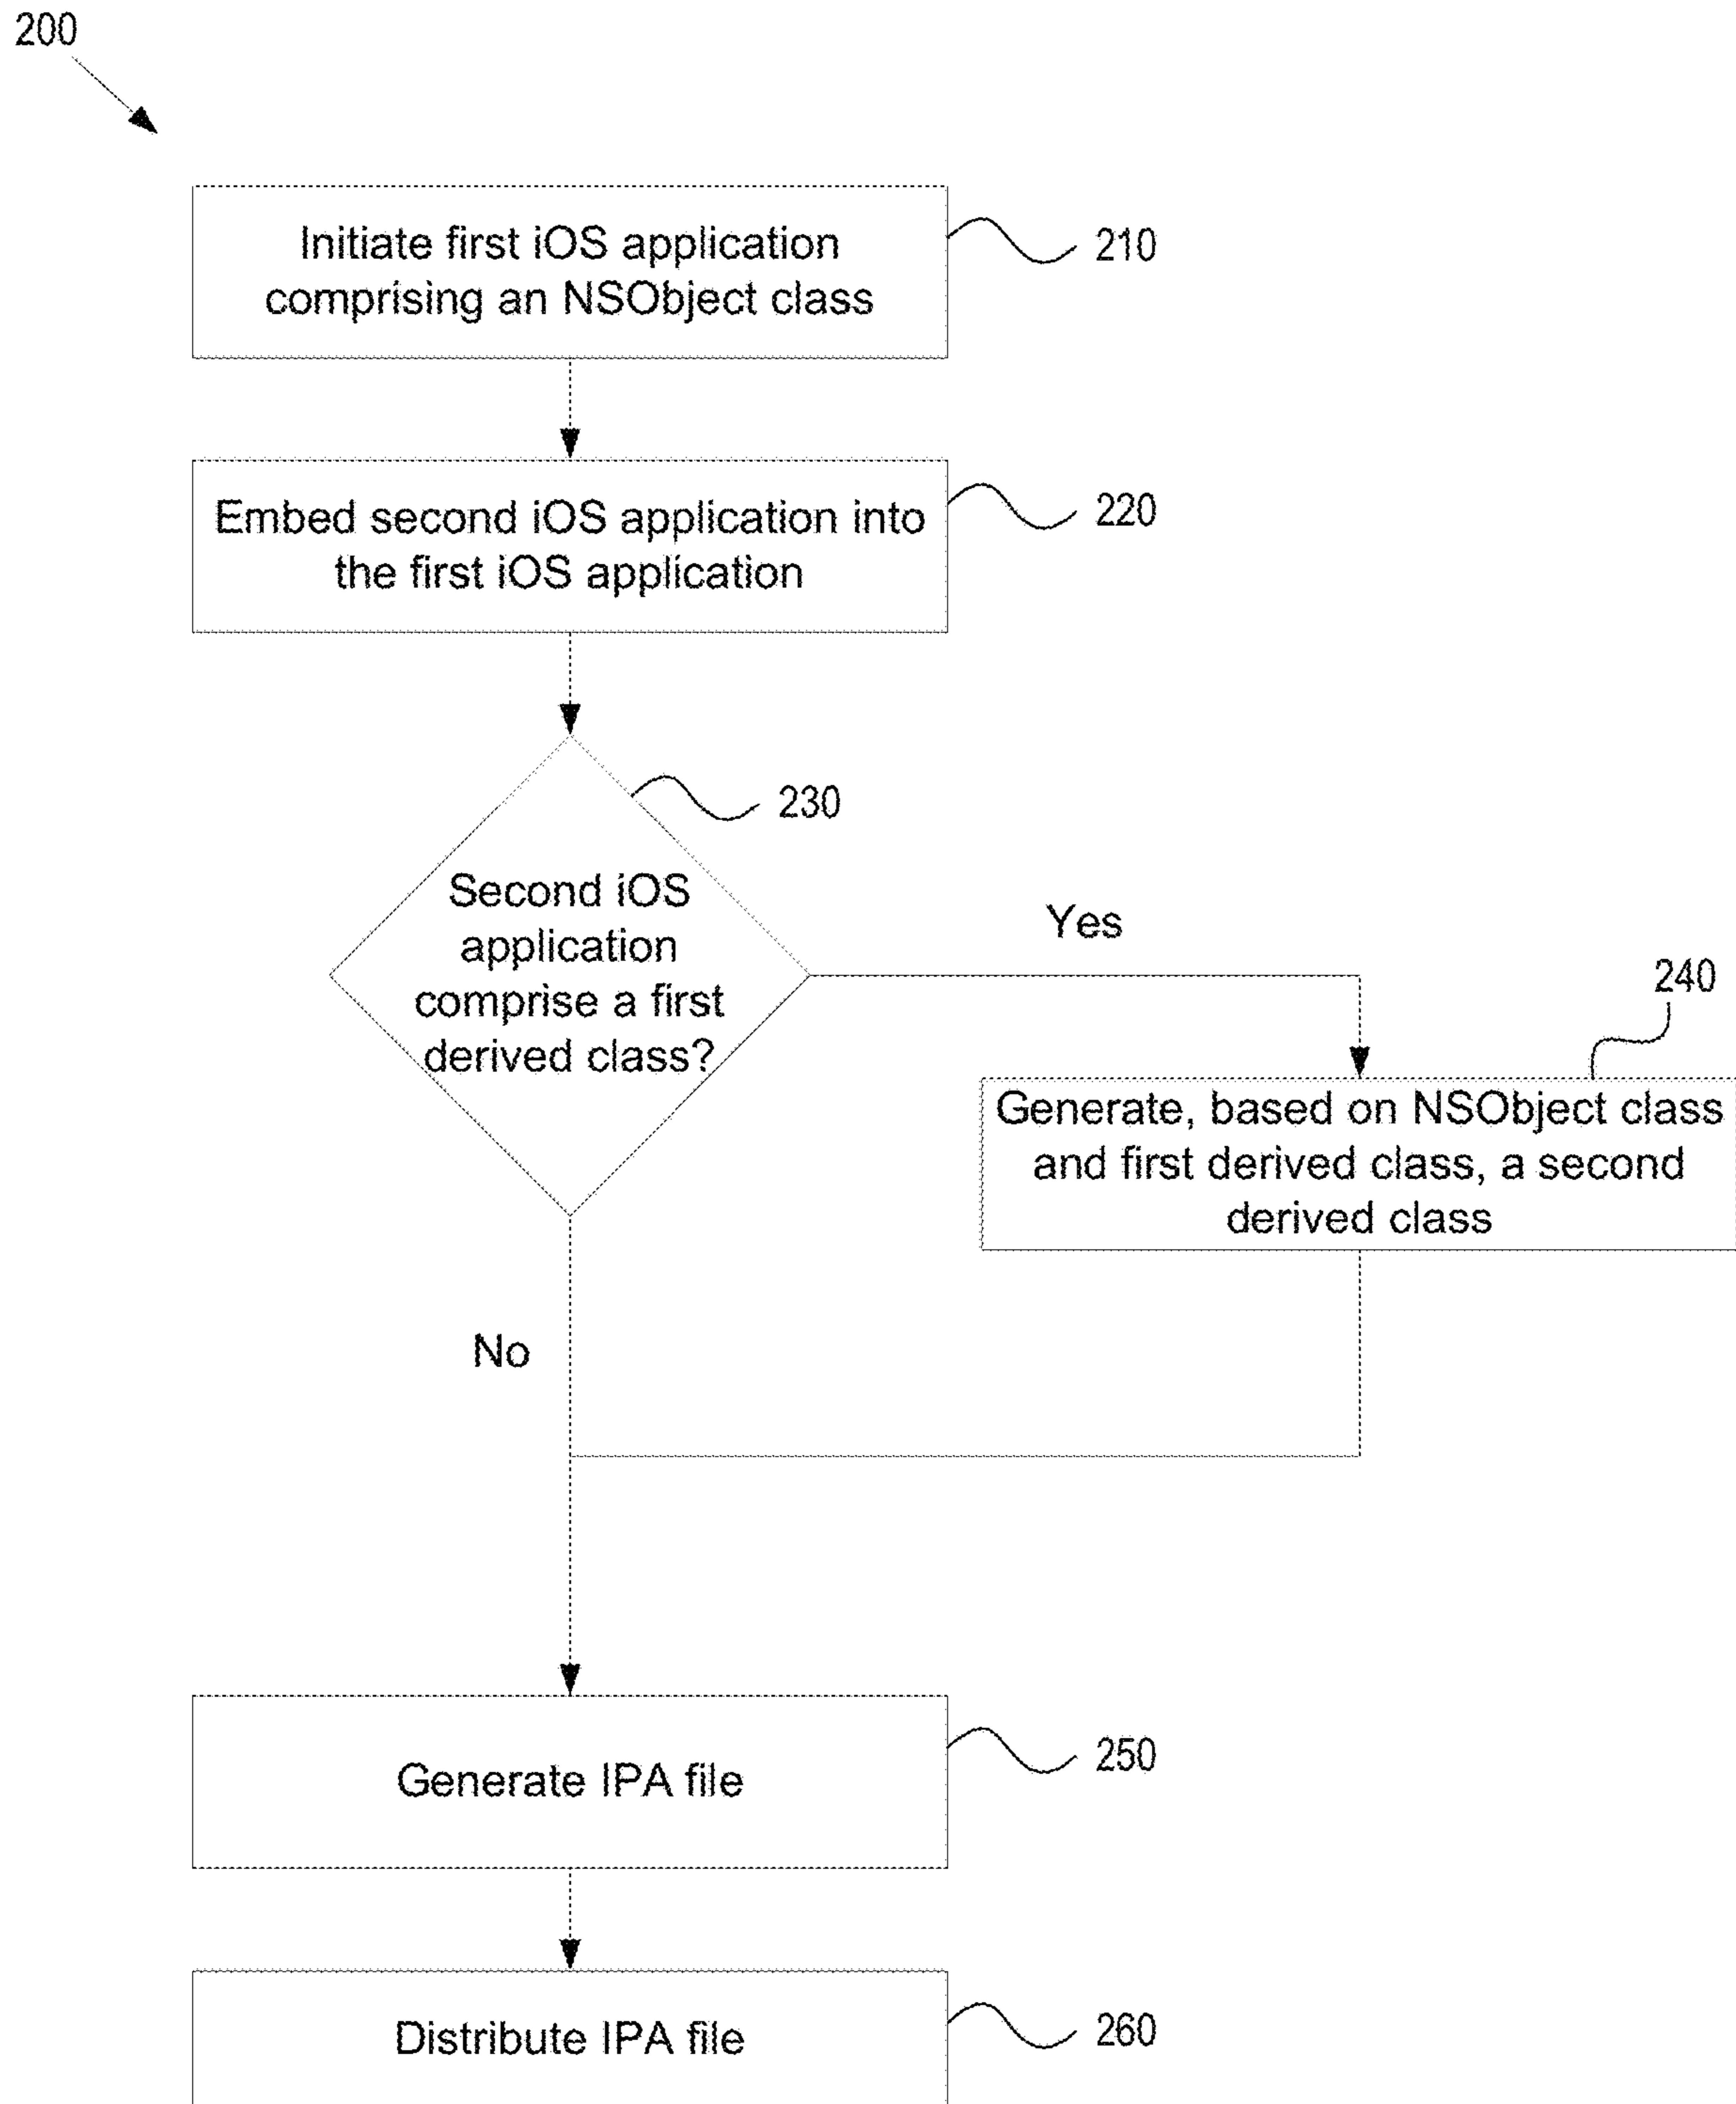 200
Initiate first iOS application
comprising an NSObject class
210
Embed second iOS application into
the first iOS application
220
230
Second iOS
application
comprise a first
derived class?
Yes
240
Generate, based on NSObject class
and first derived class, a second
derived class
No
Generate IPA file
250
Distribute IPA file
260